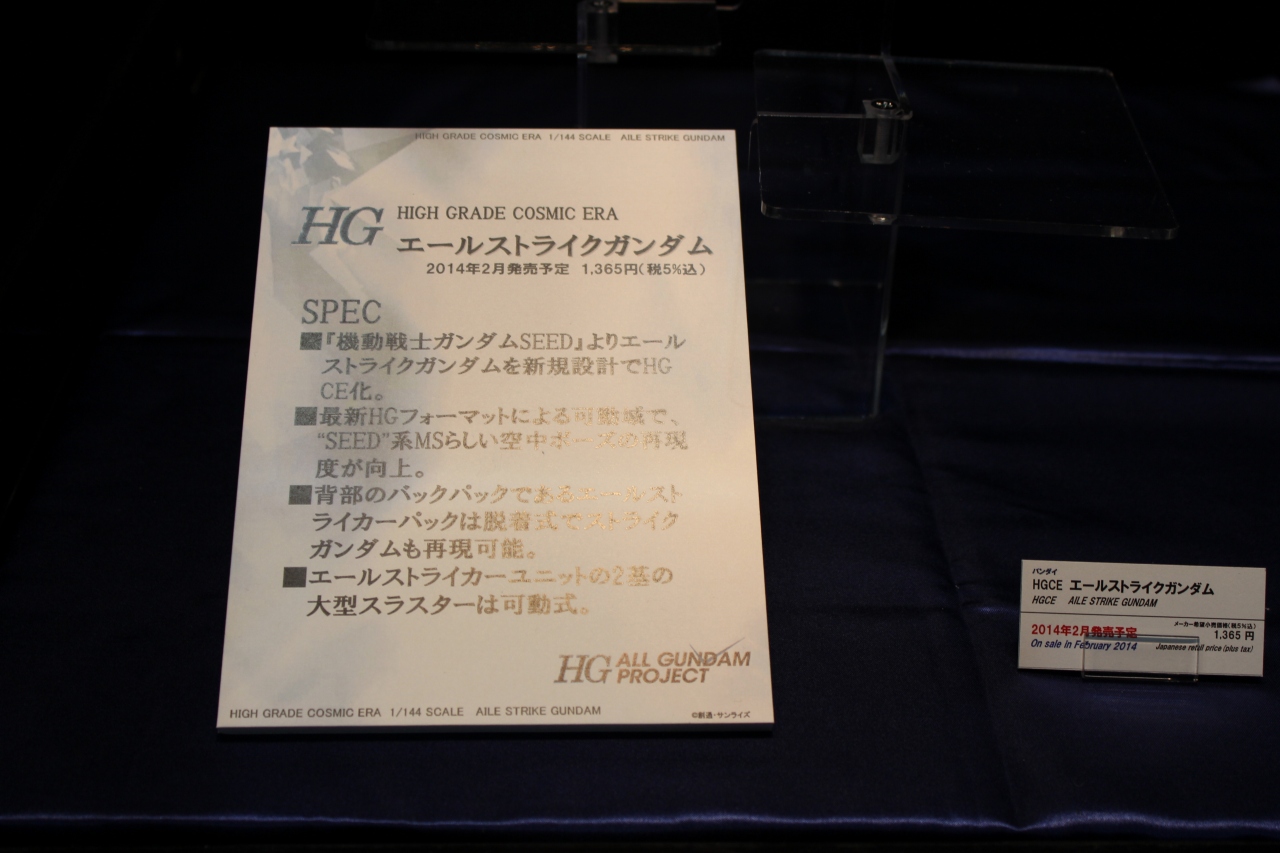 HIGH GRADE COSMIC ERA 1/144 SCALE AILE STRIKE GUNDAM
HG HIGH GRADE COSMIC ERA
エールストライクガンダム
2014年2月発売予定 1,365円(税5%込)
SPEC
■『機動戦士ガンダムSEED』よりエール
ストライクガンダムを新規設計でHG
CE化。
■最新HGフォーマットによる可動域で、
“SEED”系MSらしい空中ポーズの再現
度が向上。
■背部のバックパックであるエールスト
ライカーパックは脱着式でストライク
ガンダムも再現可能。
■エールストライカーユニットの2基の
大型スラスターは可動式。
HG ALL GUNDAM
PROJECT
HIGH GRADE COSMIC ERA 1/144 SCALE AILE STRIKE GUNDAM
©創通・サンライズ
バンダイ
HGCE エールストライクガンダム
HGCE AILE STRIKE GUNDAM
2014年2月発売予定
メーカー希望小売価格(税5%込)
1,365 円
On sale in February 2014
Japanese retail price (plus tax)